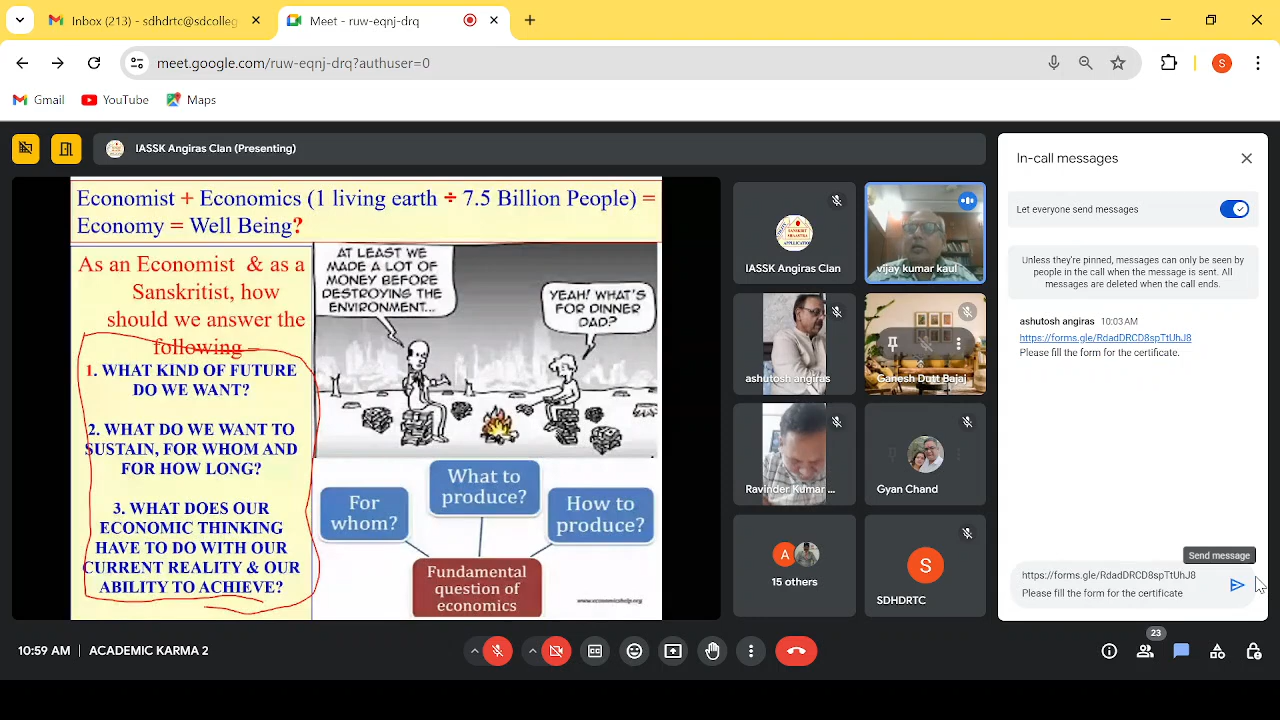 Inbox (213) - sdhdrtc@sdcolleg
Meet - ruw-eqnj-drq
meet.google.com/ruw-eqnj-drq?authuser=0
S
Gmail
YouTube
Maps
IASSK Angiras Clan (Presenting)
Economist + Economics (1 living earth ÷ 7.5 Billion People) =
Economy = Well Being?
As an Economist & as a
Sanskritist, how
should we answer the
following –
1. WHAT KIND OF FUTURE
DO WE WANT?
2. WHAT DO WE WANT TO
SUSTAIN, FOR WHOM AND
FOR HOW LONG?
3. WHAT DOES OUR
ECONOMIC THINKING
HAVE TO DO WITH OUR
CURRENT REALITY & OUR
ABILITY TO ACHIEVE?
AT LEAST WE
MADE A LOT OF
MONEY BEFORE
DESTROYING THE
ENVIRONMENT...
YEAH! WHAT'S
FOR DINNER
DAD?
For
whom?
What to
produce?
How to
produce?
Fundamental
question of
economics
www.economicshelp.org
IASSK Angiras Clan
vijay kumar kaul
ashutosh angiras
Ganesh Dutt Bajaj
Ravinder Kumar ...
Gyan Chand
A
15 others
S
SDHDRTC
In-call messages
Let everyone send messages
Unless they're pinned, messages can only be seen by
people in the call when the message is sent. All
messages are deleted when the call ends.
ashutosh angiras 10:03 AM
https://forms.gle/RdadDRCD8spTtUhJ8
Please fill the form for the certificate.
Send message
https://forms.gle/RdadDRCD8spTtUhJ8
Please fill the form for the certificate
10:59 AM | ACADEMIC KARMA 2
23